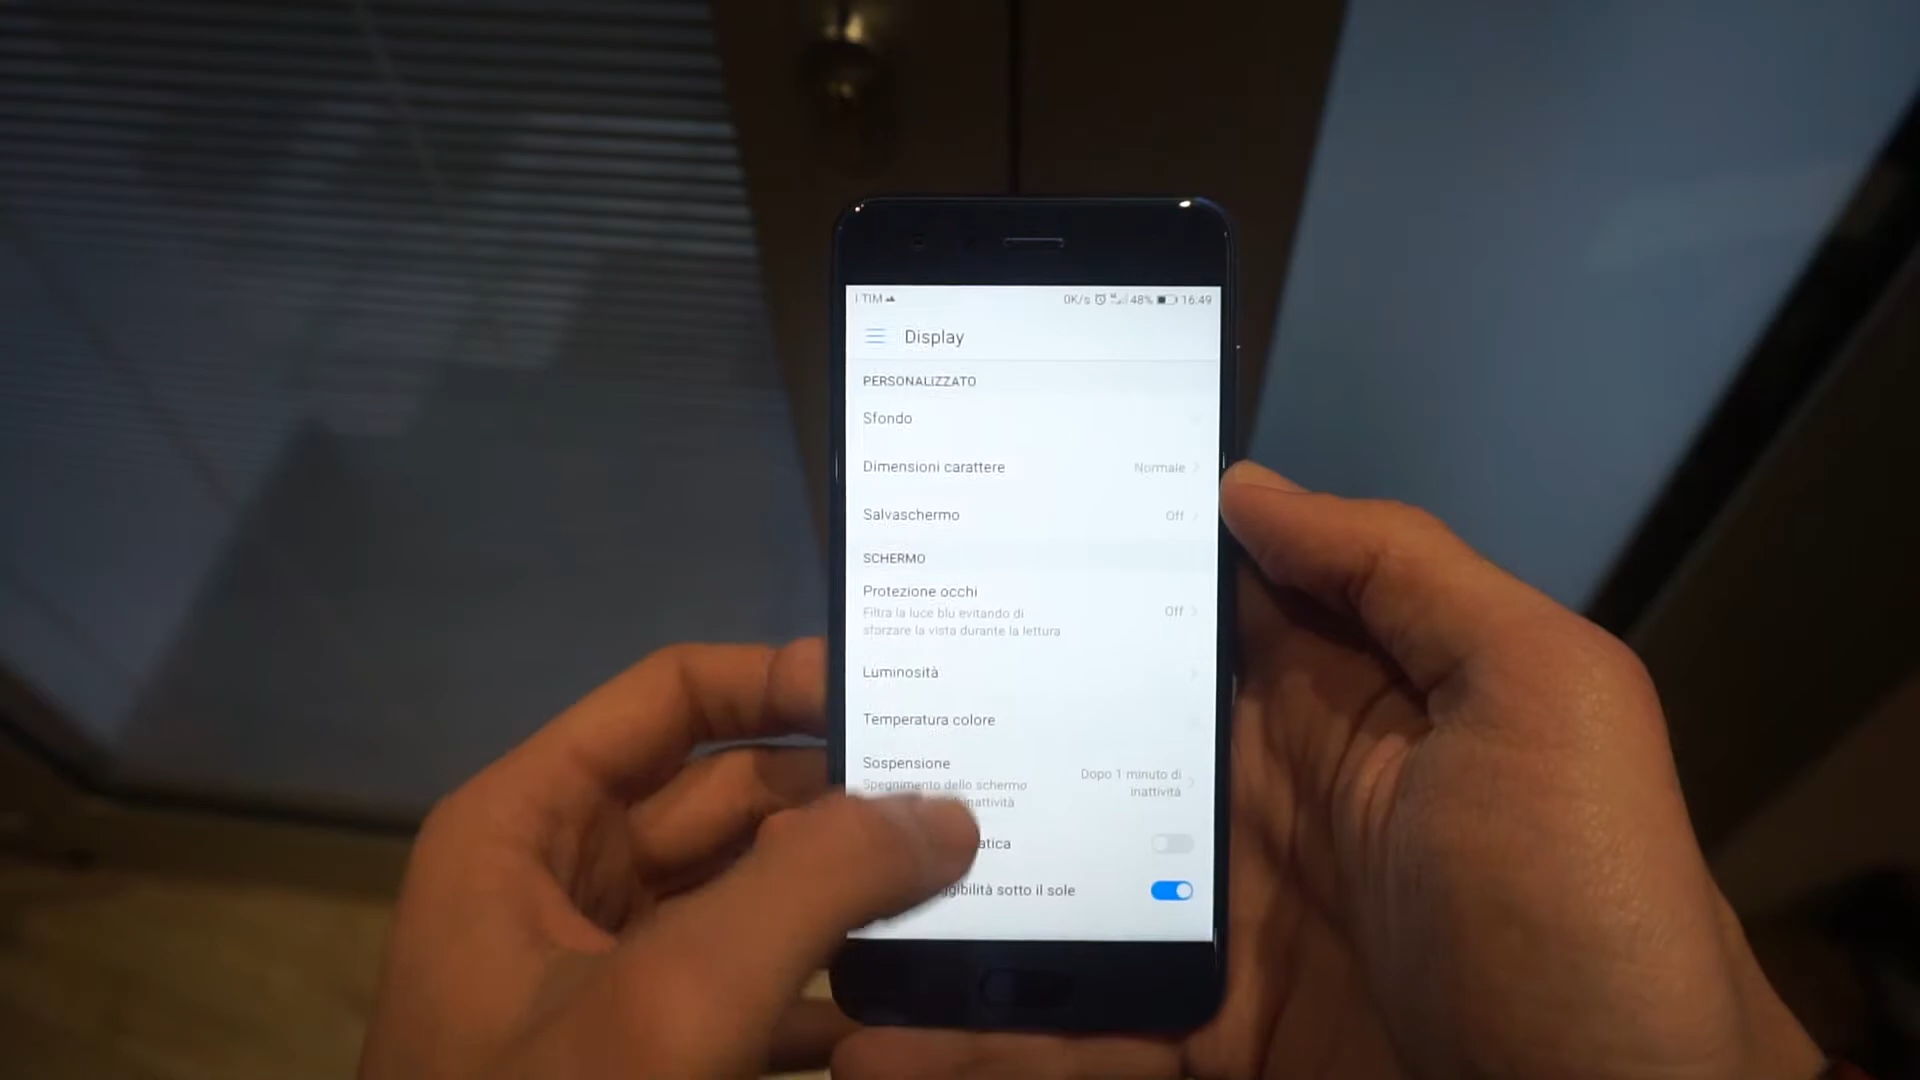 TIM
0K/s 48% 16:49
Display
PERSONALIZZATO
Sfondo
Dimensioni carattere Normale
Salvaschermo Off
SCHERMO
Protezione occhi
Filtra la luce blu evitando di
sforzare la vista durante la lettura
Off
Luminosità
Temperatura colore
Sospensione
Spegnimento dello schermo
inattività
Dopo 1 minuto di
inattività
sotto il sole